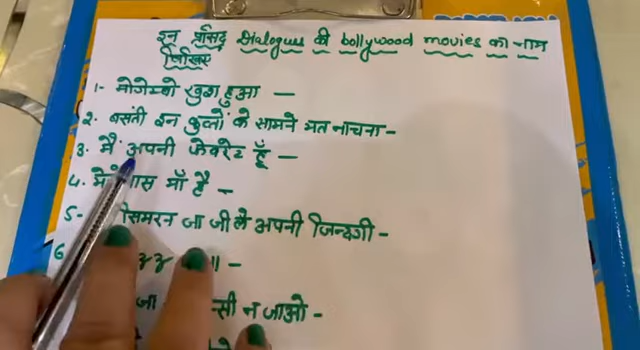 इन प्रसिद्ध Dialogues की bollywood movies का नाम
लिखिए
1- मोगेम्बो खुश हुआ —
2. बसंती इन कुत्तों के सामने मत नाचना -
3. मैं अपनी फेवरेट हूँ —
4. मेरे पास माँ है -
5- सिमरन जा जी ले अपनी जिन्दगी -
6
जा न जाओ -